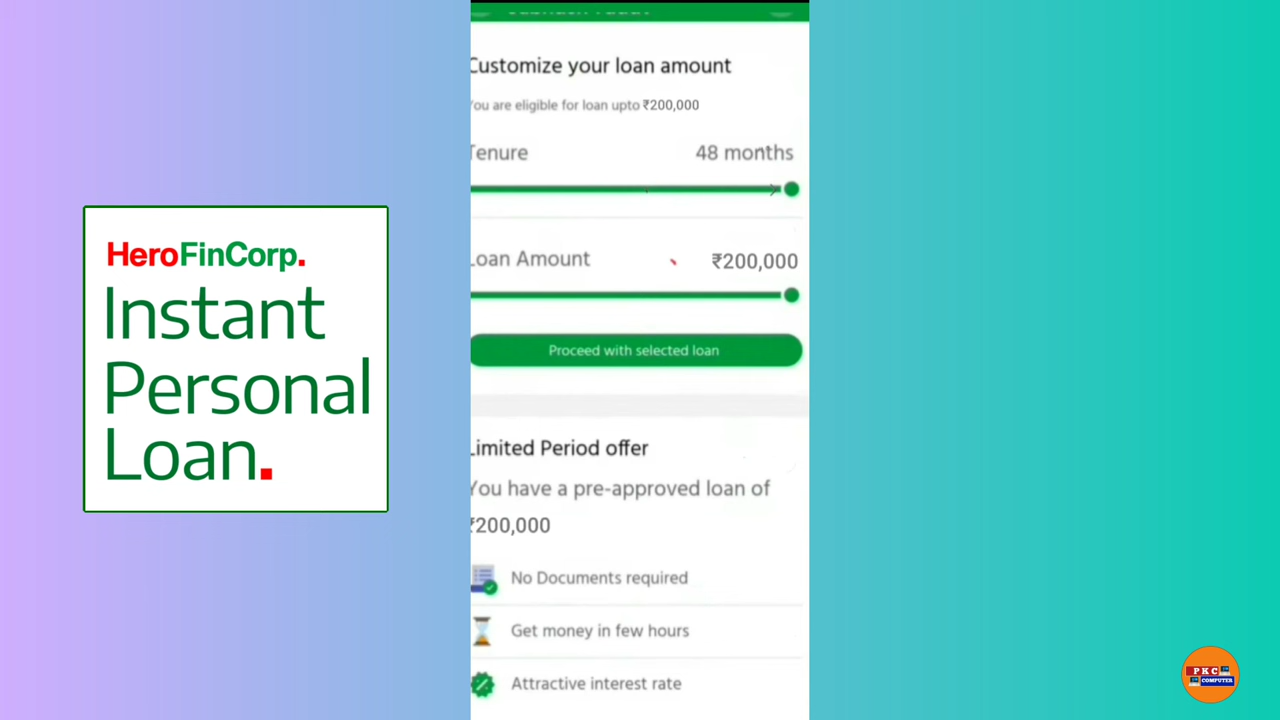 HeroFinCorp.
Instant
Personal
Loan.
Customize your loan amount
You are eligible for loan upto ₹200,000
Tenure 48 months
Loan Amount ₹200,000
Proceed with selected loan
Limited Period offer
You have a pre-approved loan of
₹200,000
No Documents required
Get money in few hours
Attractive interest rate
PKC
COMPUTER